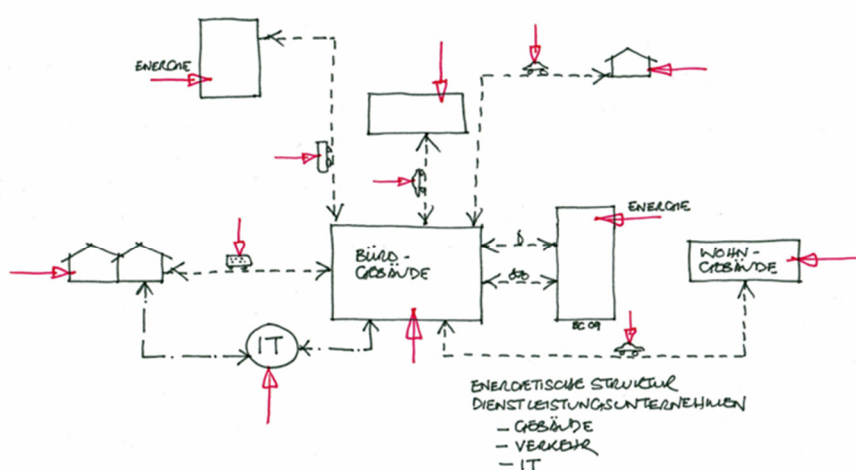 ENERGIE
ENERGIE
BÜRO-
GEBÄUDE
WOHN-
GEBÄUDE
IT
EC 09
ENERGETISCHE STRUKTUR
DIENSTLEISTUNGSUNTERNEHMEN
- GEBÄUDE
- VERKEHR
- IT